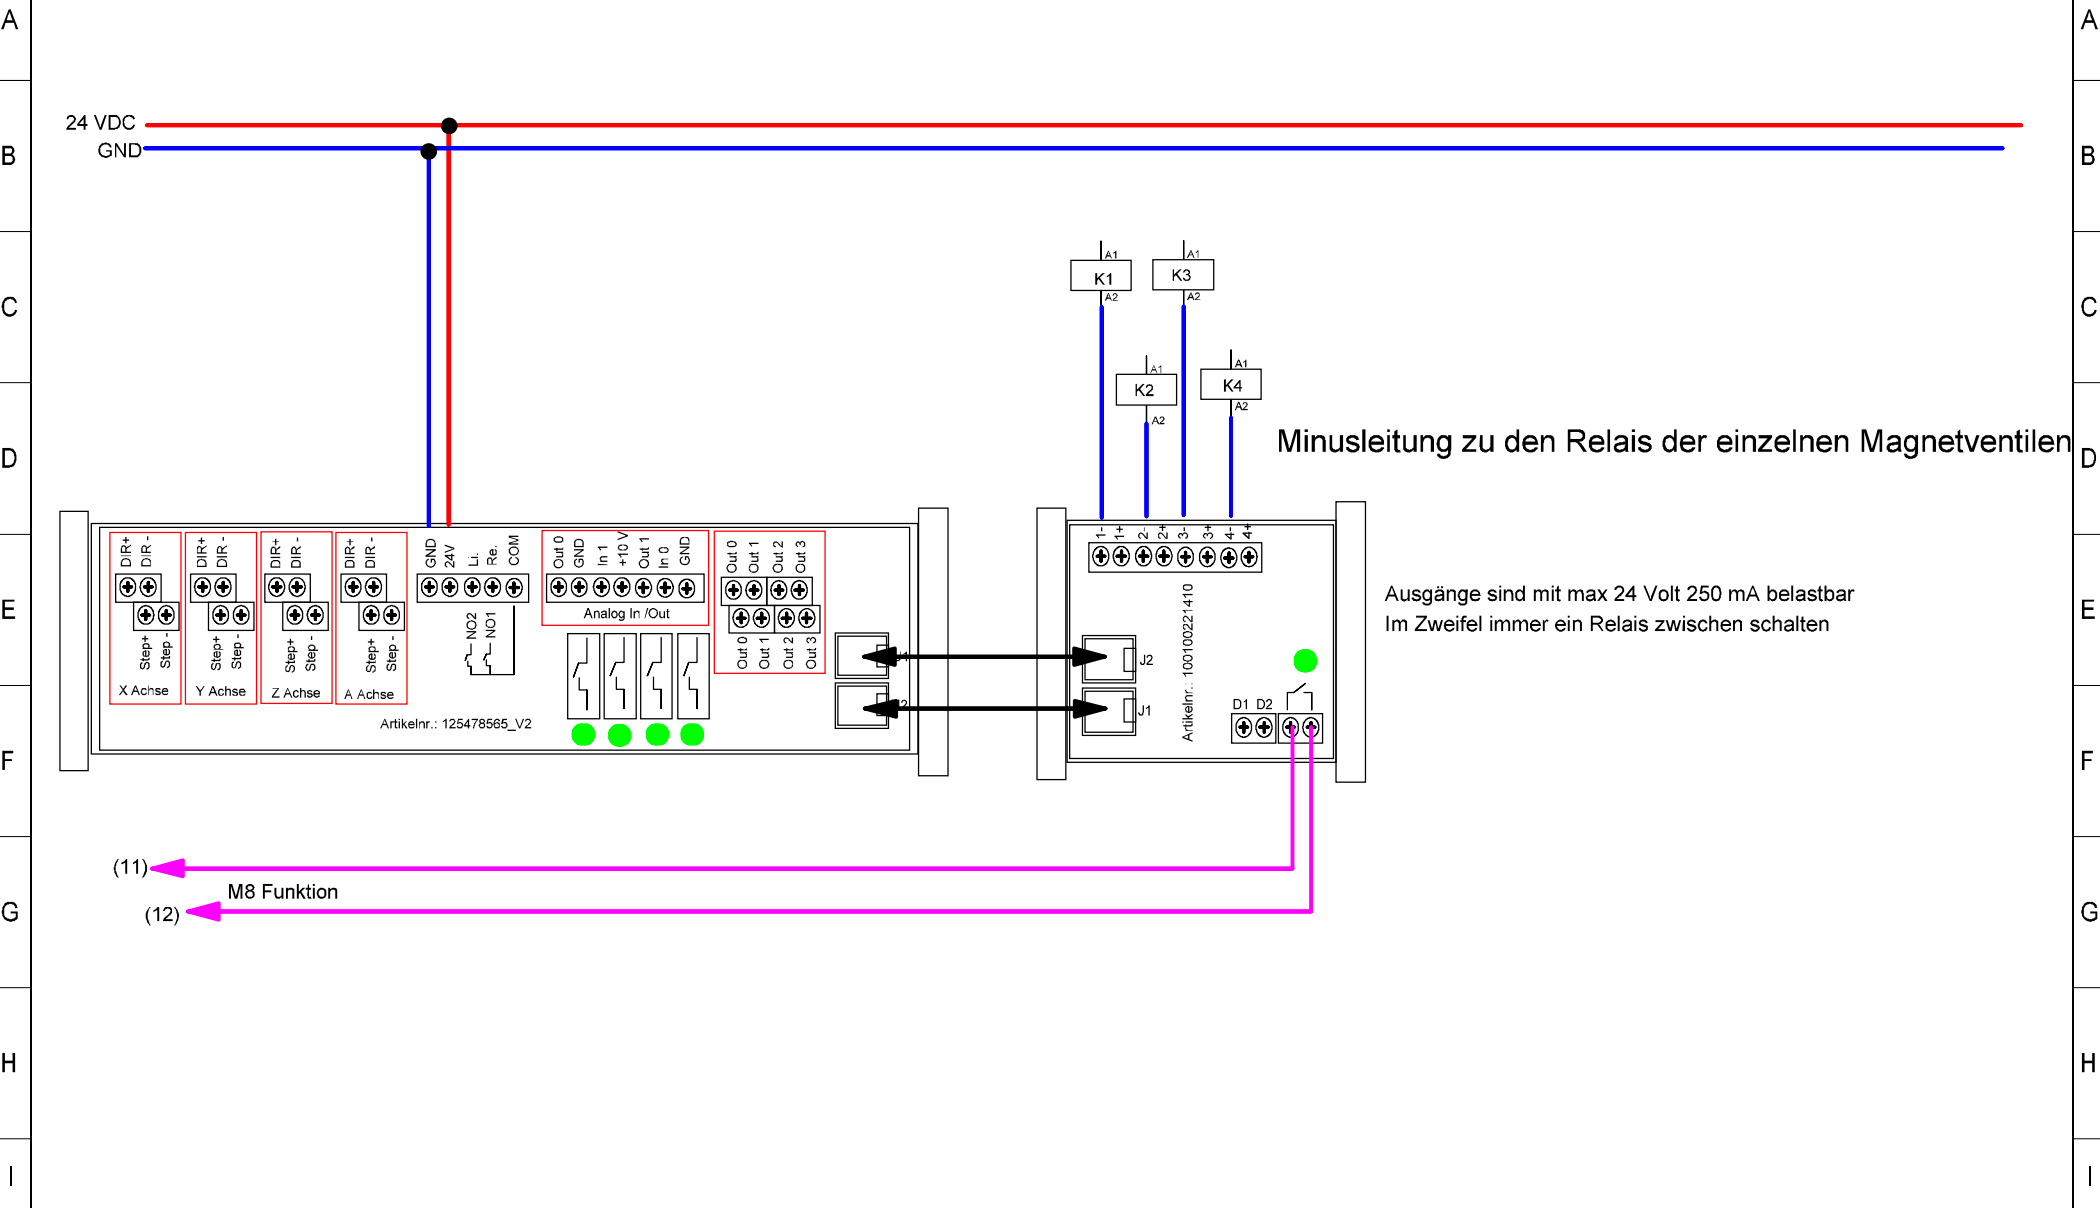 A
A
24 VDC
GND
B
B
A1
K1
A2
A1
K3
A2
C
C
A1
K2
A2
A1
K4
A2
Minusleitung zu den Relais der einzelnen Magnetventilen
D
D
DIR+
DIR -
Step+
Step -
X Achse
DIR+
DIR -
Step+
Step -
Y Achse
DIR+
DIR -
Step+
Step -
Z Achse
DIR+
DIR -
Step+
Step -
A Achse
GND
24V
Li.
Re.
COM
NO2
NO1
Out 0
GND
In 1
+10 V
Out 1
In 0
GND
Analog In /Out
Out 0
Out 1
Out 2
Out 3
Out 0
Out 1
Out 2
Out 3
Artikelnr.: 125478565_V2
1-
1+
2-
2+
3-
3+
4-
4+
J2
J1
Artikelnr.: 10010022141​0
D1 D2
Ausgänge sind mit max 24 Volt 250 mA belastbar
Im Zweifel immer ein Relais zwischen schalten
E
E
F
F
(11)
M8 Funktion
(12)
G
G
H
H
I
I